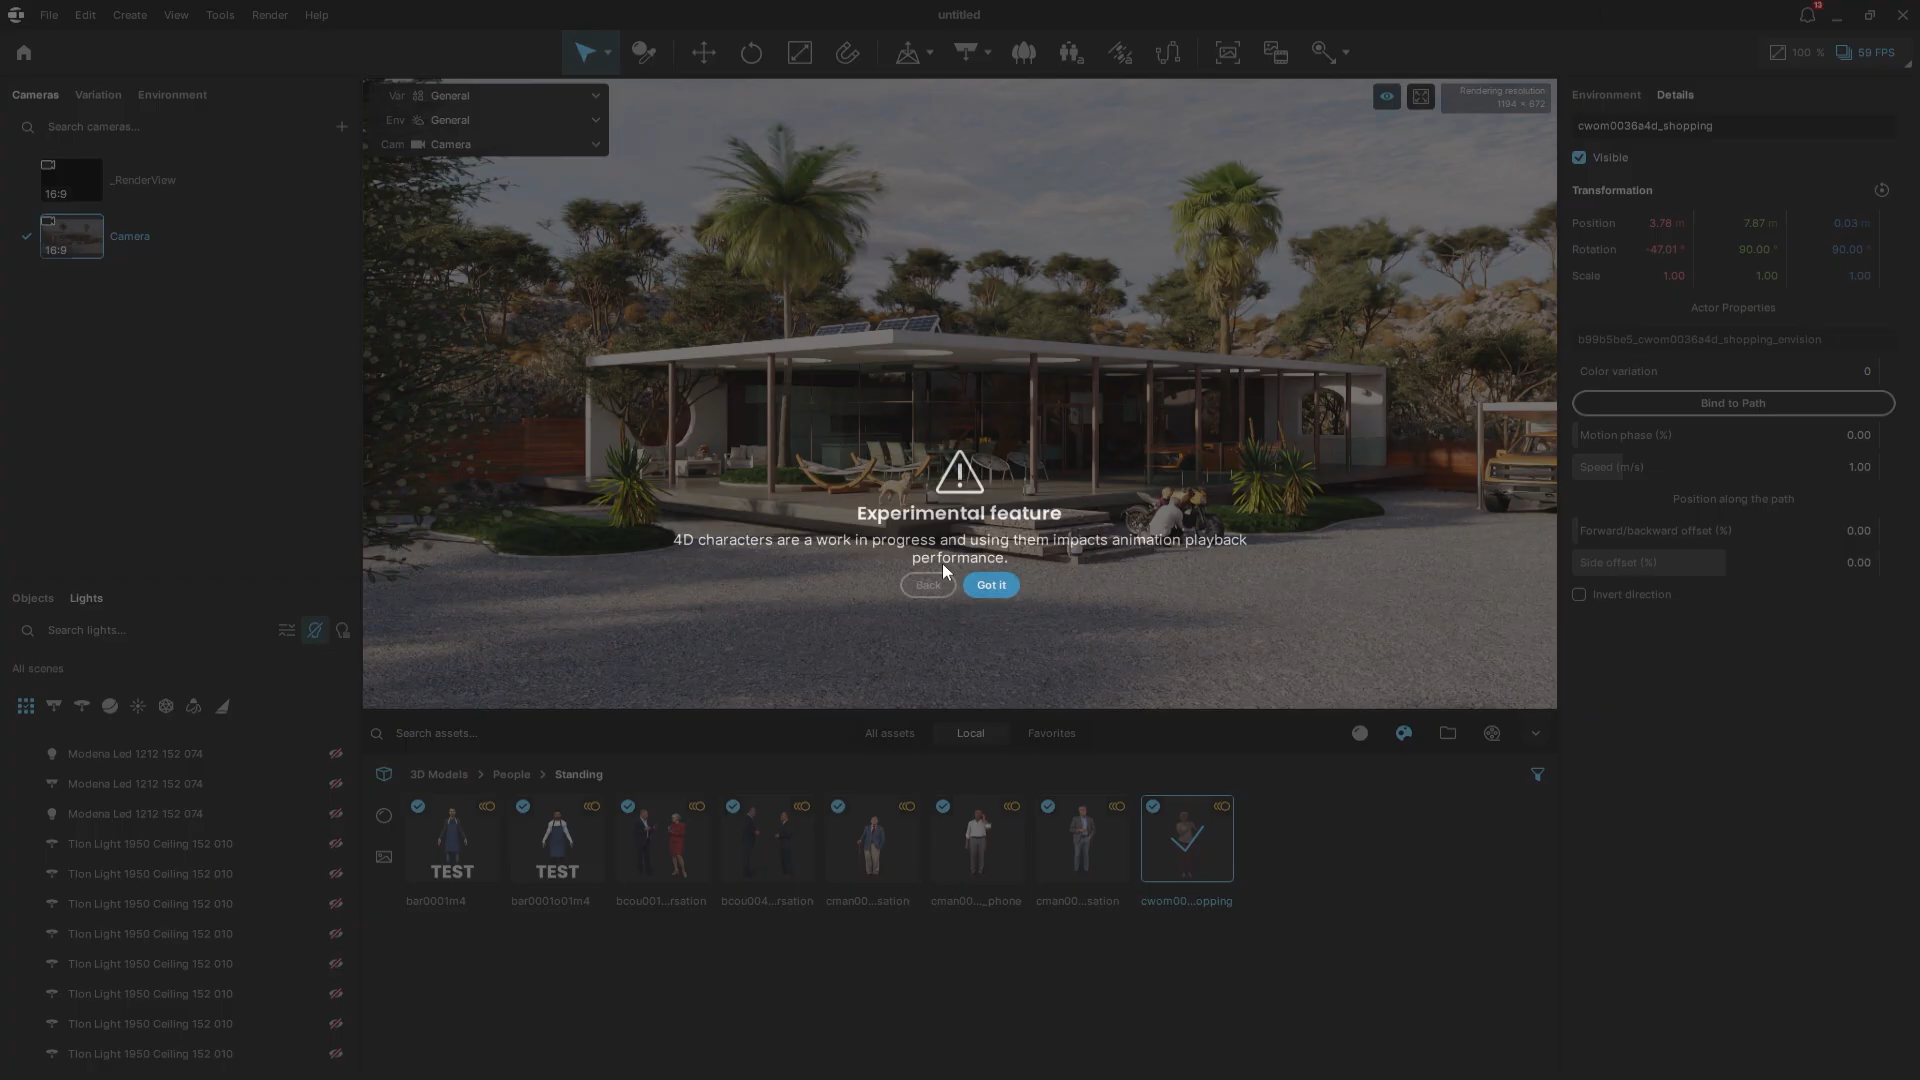 File Edit Create View Tools Render Help
untitled
13
100 %
59 FPS
Cameras Variation Environment
Search cameras...
16:9
_RenderView
16:9
Camera
Var General
Env General
Cam Camera
Rendering resolution
1194 × 672
Experimental feature
4D characters are a work in progress and using them impacts animation playback
performance.
Back
Got it
Environment Details
cwom0036a4d_shopping
Visible
Transformation
Position 3.78 m 7.87 m 0.03 m
Rotation -47.01 ° 90.00 ° 90.00 °
Scale 1.00 1.00 1.00
Actor Properties
b99b5be5_cwom0036a4d_shopping_envision
Color variation 0
Bind to Path
Motion phase (%) 0.00
Speed (m/s) 1.00
Position along the path
Forward/backward offset (%) 0.00
Side offset (%) 0.00
Invert direction
Objects Lights
Search lights...
All scenes
Modena Led 1212 152 074
Modena Led 1212 152 074
Modena Led 1212 152 074
Tlon Light 1950 Ceiling 152 010
Tlon Light 1950 Ceiling 152 010
Tlon Light 1950 Ceiling 152 010
Tlon Light 1950 Ceiling 152 010
Tlon Light 1950 Ceiling 152 010
Tlon Light 1950 Ceiling 152 010
Tlon Light 1950 Ceiling 152 010
Tlon Light 1950 Ceiling 152 010
Search assets...
All assets Local Favorites
3D Models > People > Standing
TEST
TEST
bar0001m4
bar0001o01m4
bcou001...rsation
bcou004...rsation
cman00...sation
cman00..._phone
cman00...sation
cwom00...opping